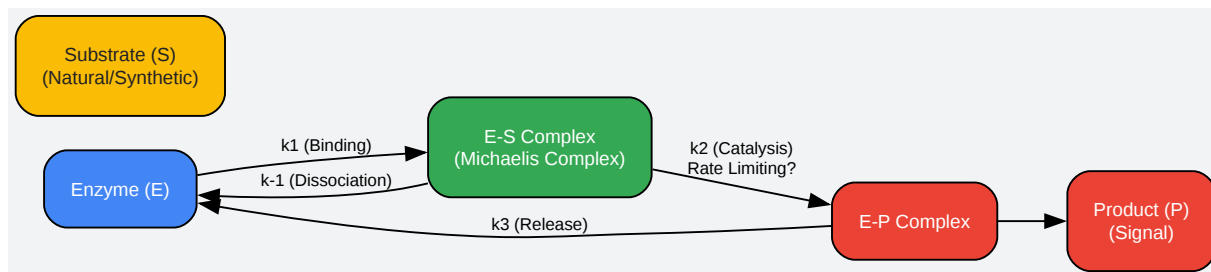 Substrate (S)
(Natural/Synthetic)
Enzyme (E)
k1 (Binding)
k-1 (Dissociation)
E-S Complex
(Michaelis Complex)
k2 (Catalysis)
Rate Limiting?
k3 (Release)
E-P Complex
Product (P)
(Signal)